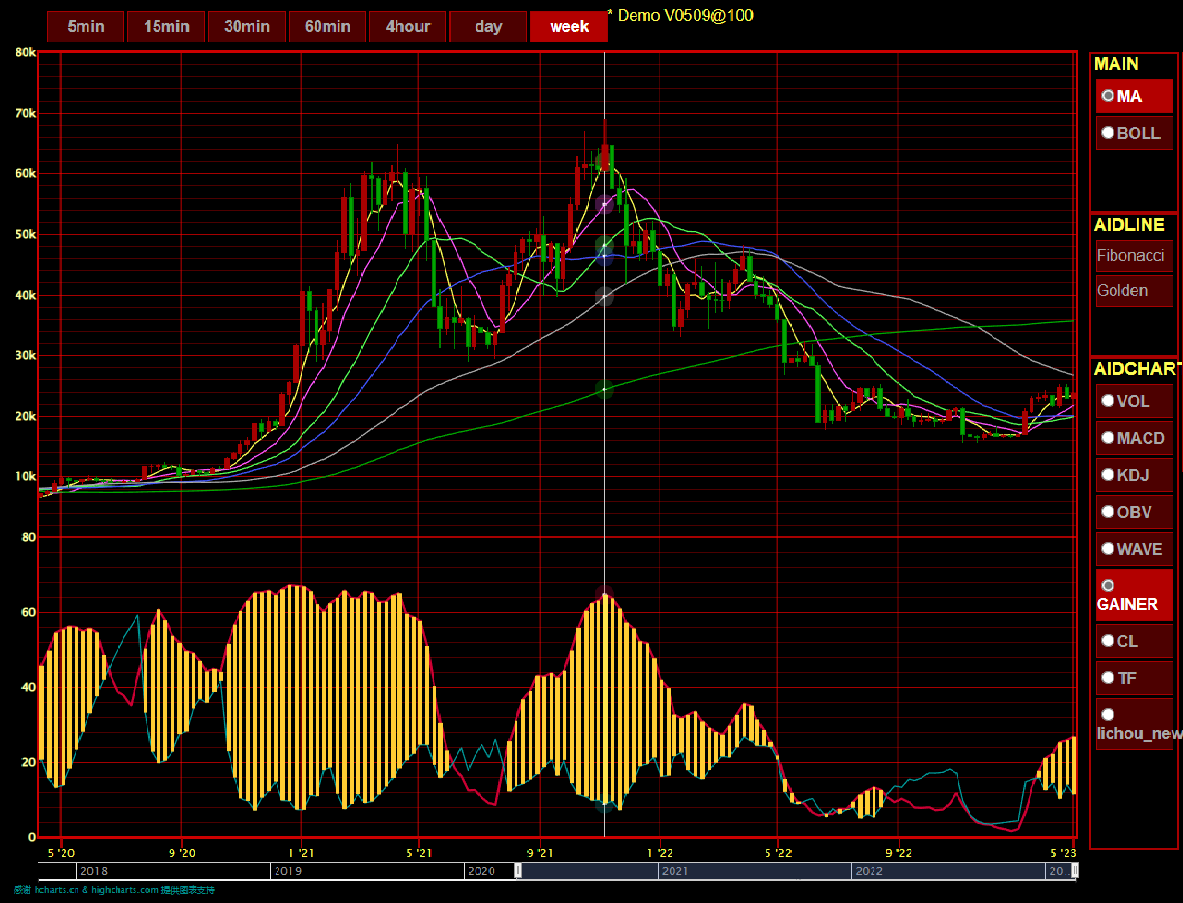 5min 15min 30min 60min 4hour day week * Demo V0509@100
80k
70k
60k
50k
40k
30k
20k
10k
80
60
40
20
0
5 '20 9 '20 1 '21 5 '21 9 '21 1 '22 5 '22 9 '22 5 '23
2018 2019 2020 2021 2022 20...
感谢 hcharts.cn & highcharts.com 提供图表支持
MAIN
MA
BOLL
AIDLINE
Fibonacci
Golden
AIDCHART
VOL
MACD
KDJ
OBV
WAVE
GAINER
CL
TF
lichou_new